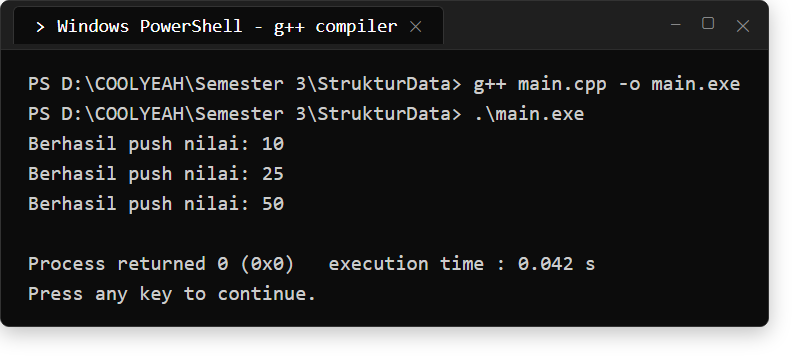 > Windows PowerShell - g++ compiler
PS D:\COOLYEAH\Semester 3\StrukturData> g++ main.cpp -o main.exe
PS D:\COOLYEAH\Semester 3\StrukturData> .\main.exe
Berhasil push nilai: 10
Berhasil push nilai: 25
Berhasil push nilai: 50
Process returned 0 (0x0)   execution time : 0.042 s
Press any key to continue.